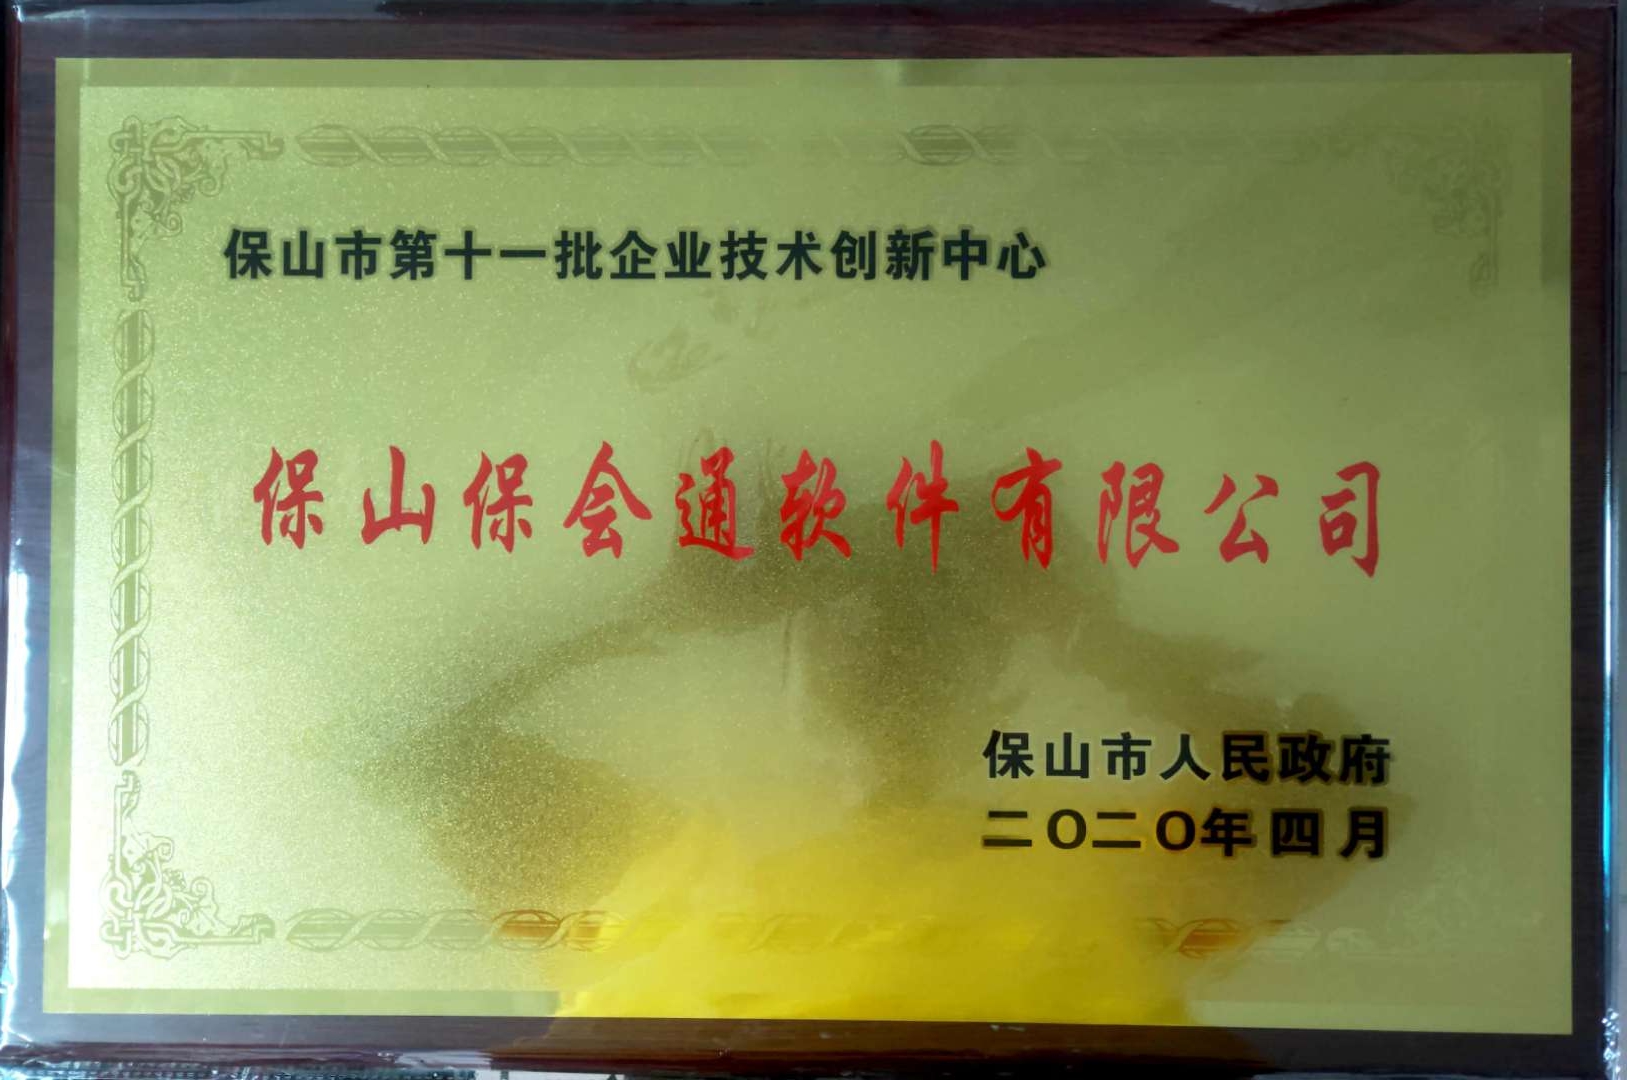 保山市第十一批企业技术创新中心
保山保会通软件有限公司
保山市人民政府
二〇二〇年四月